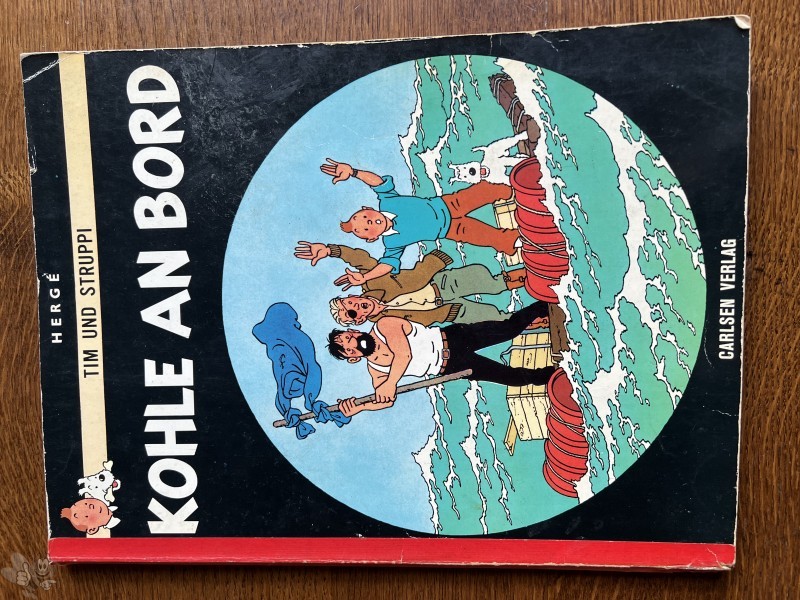 HERGÉ
TIM UND STRUPPI
KOHLE AN BORD
CARLSEN VERLAG